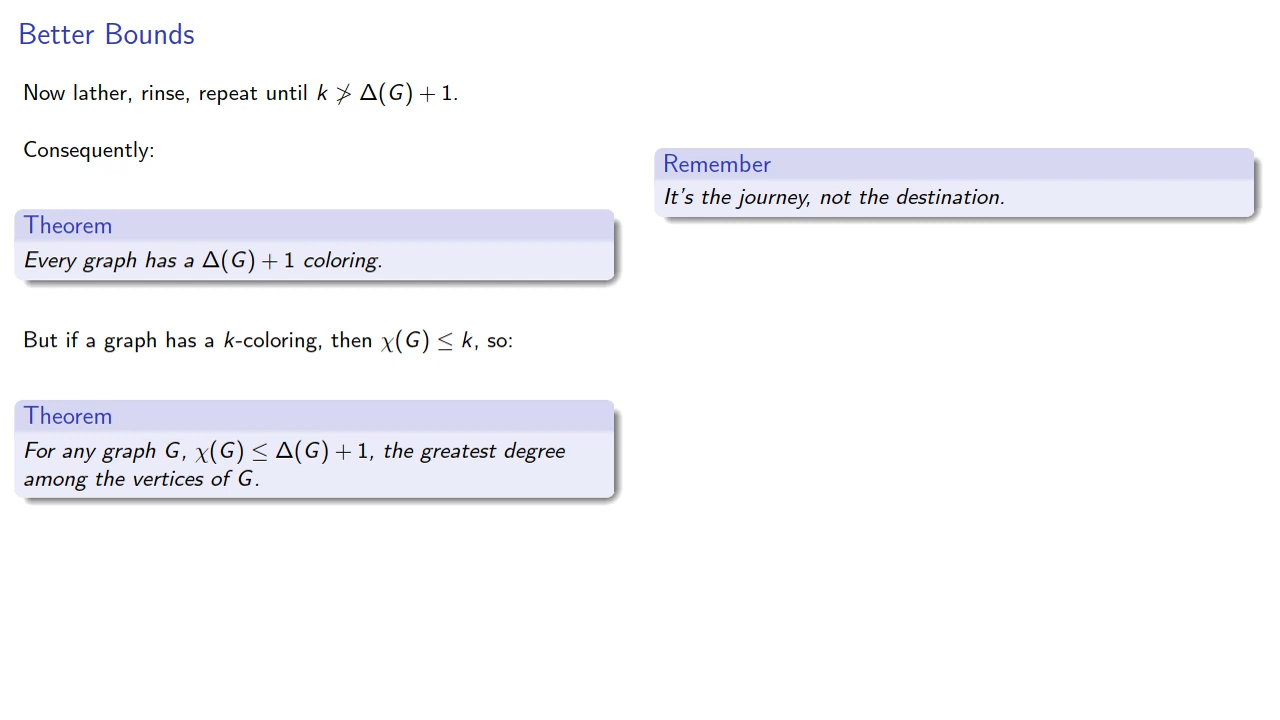 Better Bounds
Now lather, rinse, repeat until k ≯ Δ(G) + 1.
Consequently:
Theorem
Every graph has a Δ(G) + 1 coloring.
But if a graph has a k-coloring, then χ(G) ≤ k, so:
Theorem
For any graph G, χ(G) ≤ Δ(G) + 1, the greatest degree
among the vertices of G.
Remember
It's the journey, not the destination.